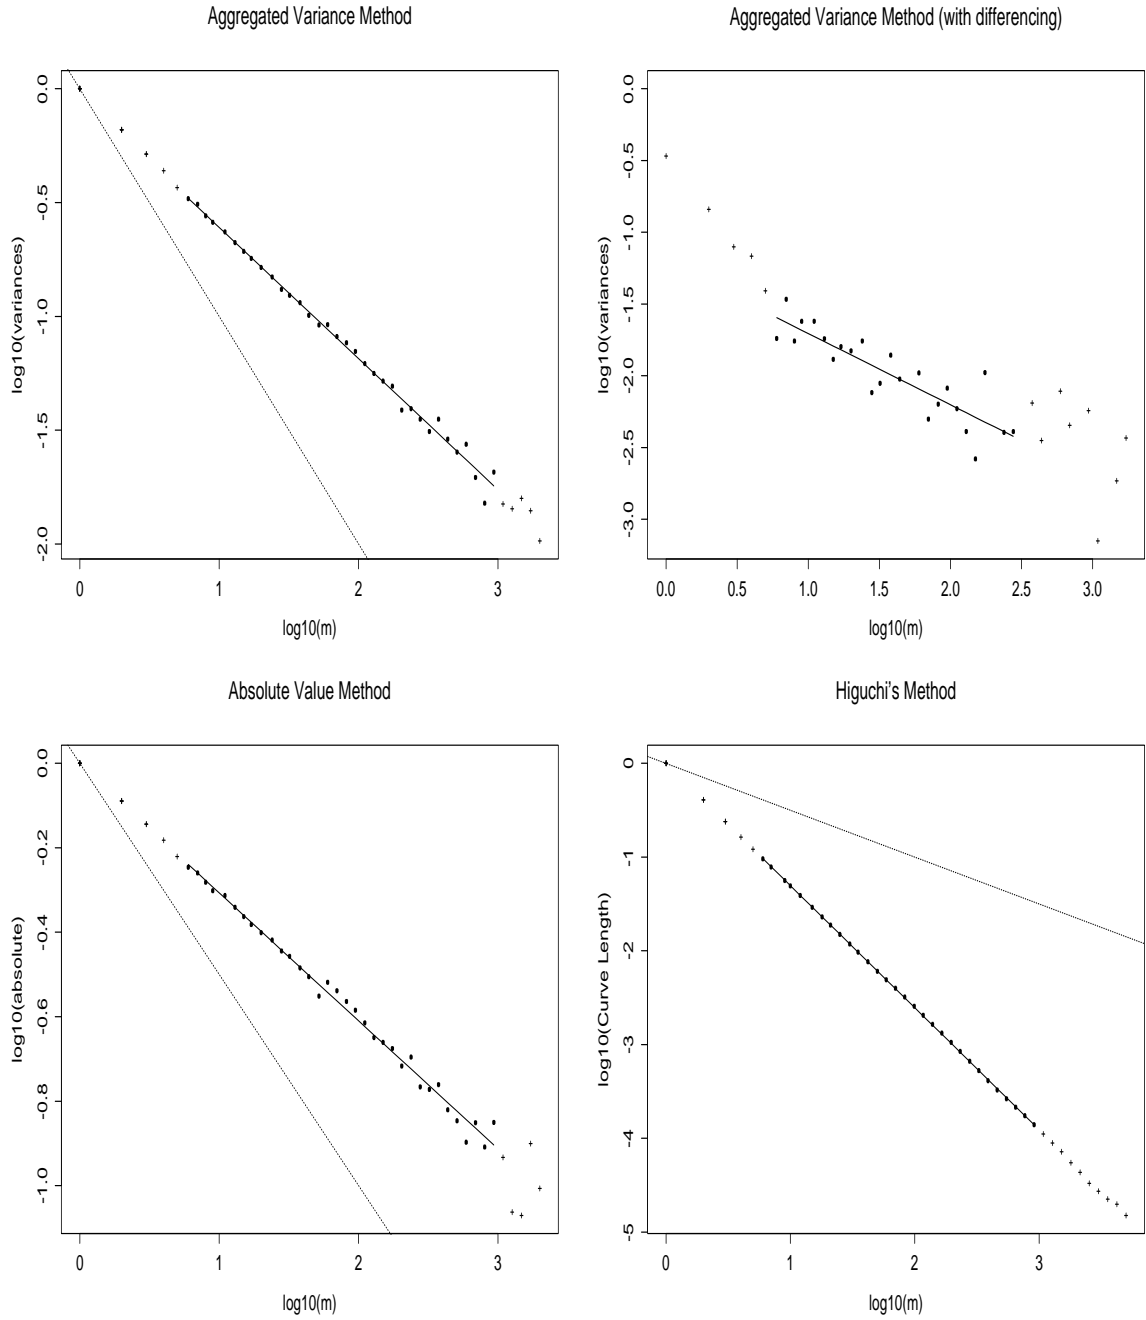 Aggregated Variance Method
log10(variances)
0.0
-0.5
-1.0
-1.5
-2.0
0 1 2 3
log10(m)
Aggregated Variance Method (with differencing)
log10(variances)
0.0
-0.5
-1.0
-1.5
-2.0
-2.5
-3.0
0.0 0.5 1.0 1.5 2.0 2.5 3.0
log10(m)
Absolute Value Method
log10(absolute)
0.0
-0.2
-0.4
-0.6
-0.8
-1.0
0 1 2 3
log10(m)
Higuchi's Method
log10(Curve Length)
0
-1
-2
-3
-4
-5
0 1 2 3
log10(m)